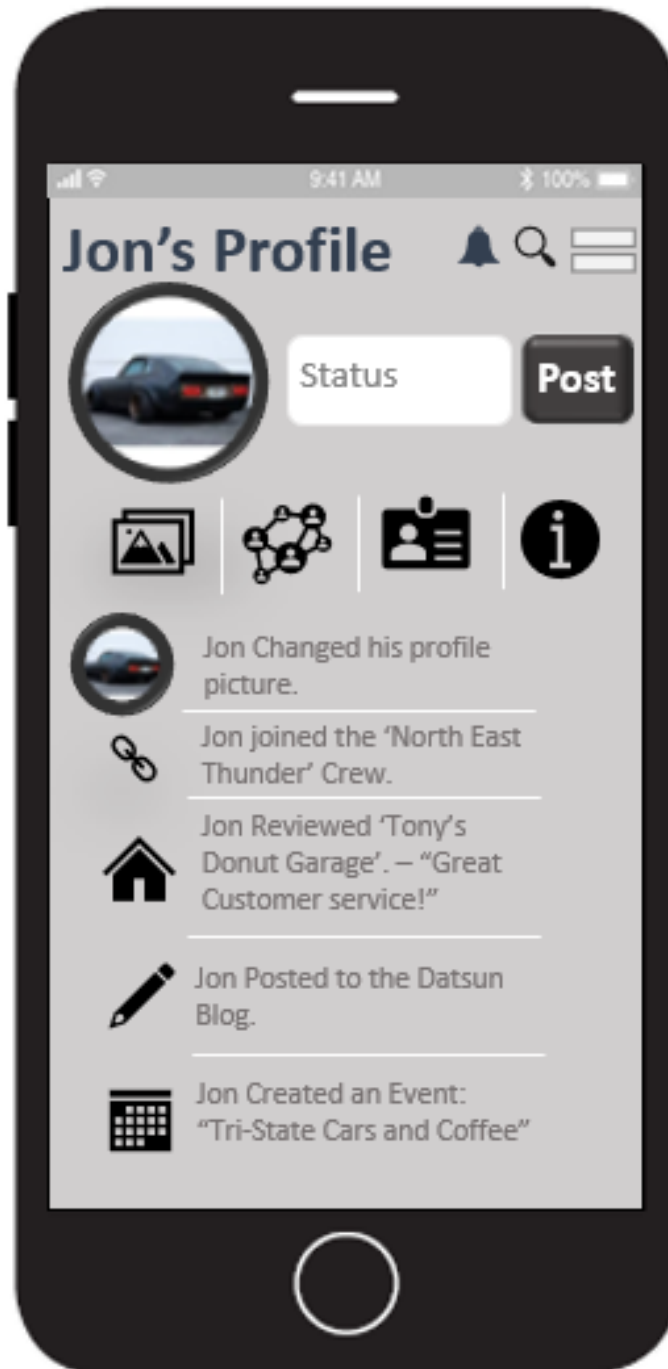 9:41 AM
100%
Jon's Profile
Status
Post
Jon Changed his profile
picture.
Jon joined the ‘North East
Thunder’ Crew.
Jon Reviewed ‘Tony’s
Donut Garage’. – “Great
Customer service!”
Jon Posted to the Datsun
Blog.
Jon Created an Event:
“Tri-State Cars and Coffee”